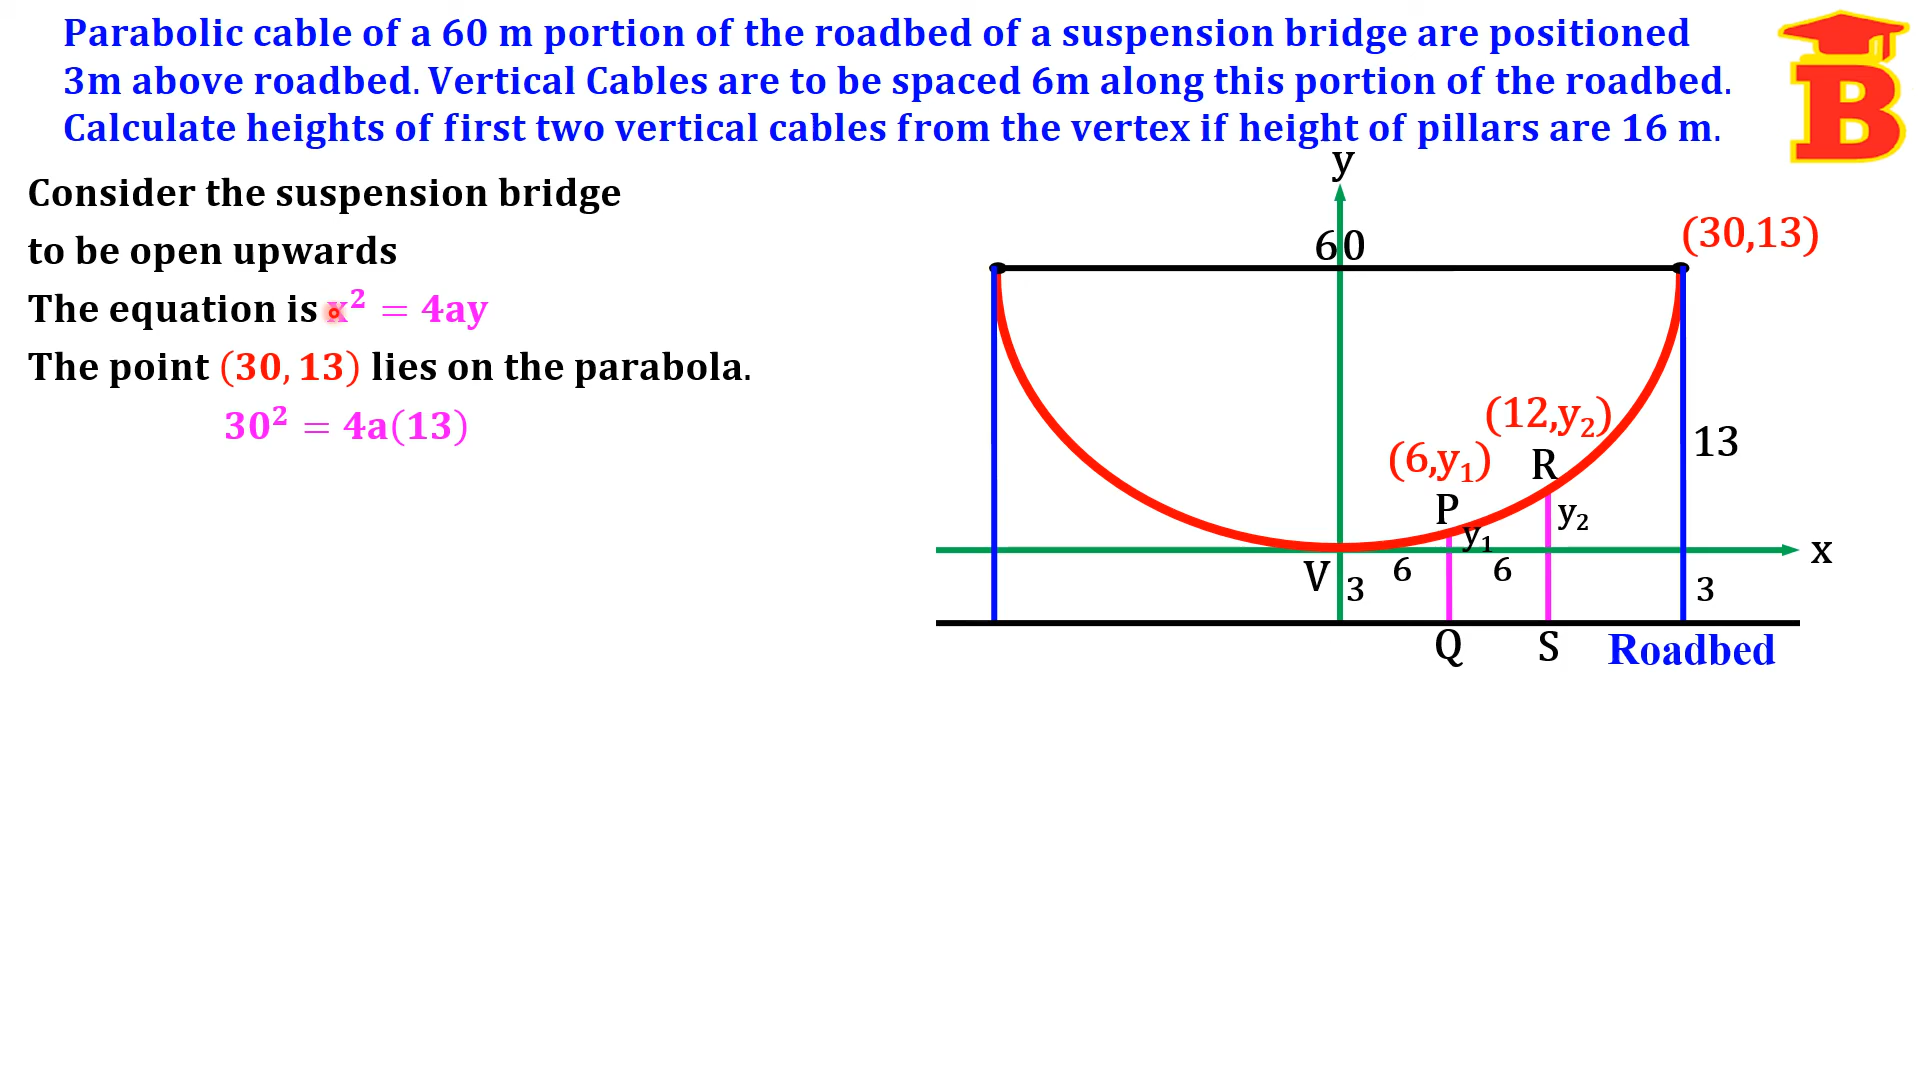 Parabolic cable of a 60 m portion of the roadbed of a suspension bridge are positioned
3m above roadbed. Vertical Cables are to be spaced 6m along this portion of the roadbed.
Calculate heights of first two vertical cables from the vertex if height of pillars are 16 m.
B
Consider the suspension bridge
to be open upwards
The equation is x² = 4ay
The point (30, 13) lies on the parabola.
30² = 4a(13)
y
60
(30,13)
(12,y₂)
(6,y₁)
R
13
P
y₁
y₂
x
V
3
6
6
3
Q
S
Roadbed